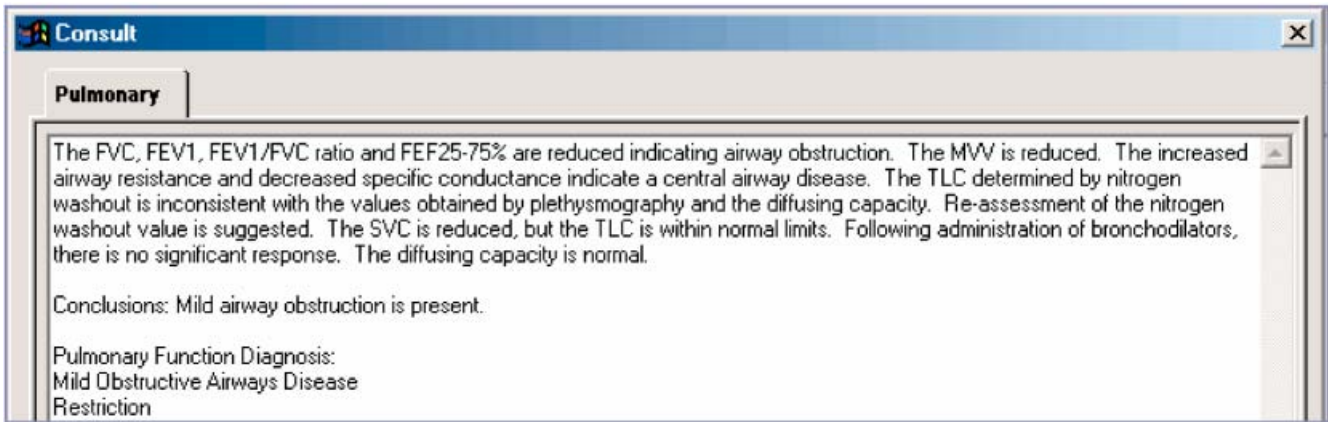 Consult
Pulmonary
The FVC, FEV1, FEV1/FVC ratio and FEF25-75% are reduced indicating airway obstruction.  The MVV is reduced.  The increased
airway resistance and decreased specific conductance indicate a central airway disease.  The TLC determined by nitrogen
washout is inconsistent with the values obtained by plethysmography and the diffusing capacity.  Re-assessment of the nitrogen
washout value is suggested.  The SVC is reduced, but the TLC is within normal limits.  Following administration of bronchodilators,
there is no significant response.  The diffusing capacity is normal.
Conclusions: Mild airway obstruction is present.
Pulmonary Function Diagnosis:
Mild Obstructive Airways Disease
Restriction